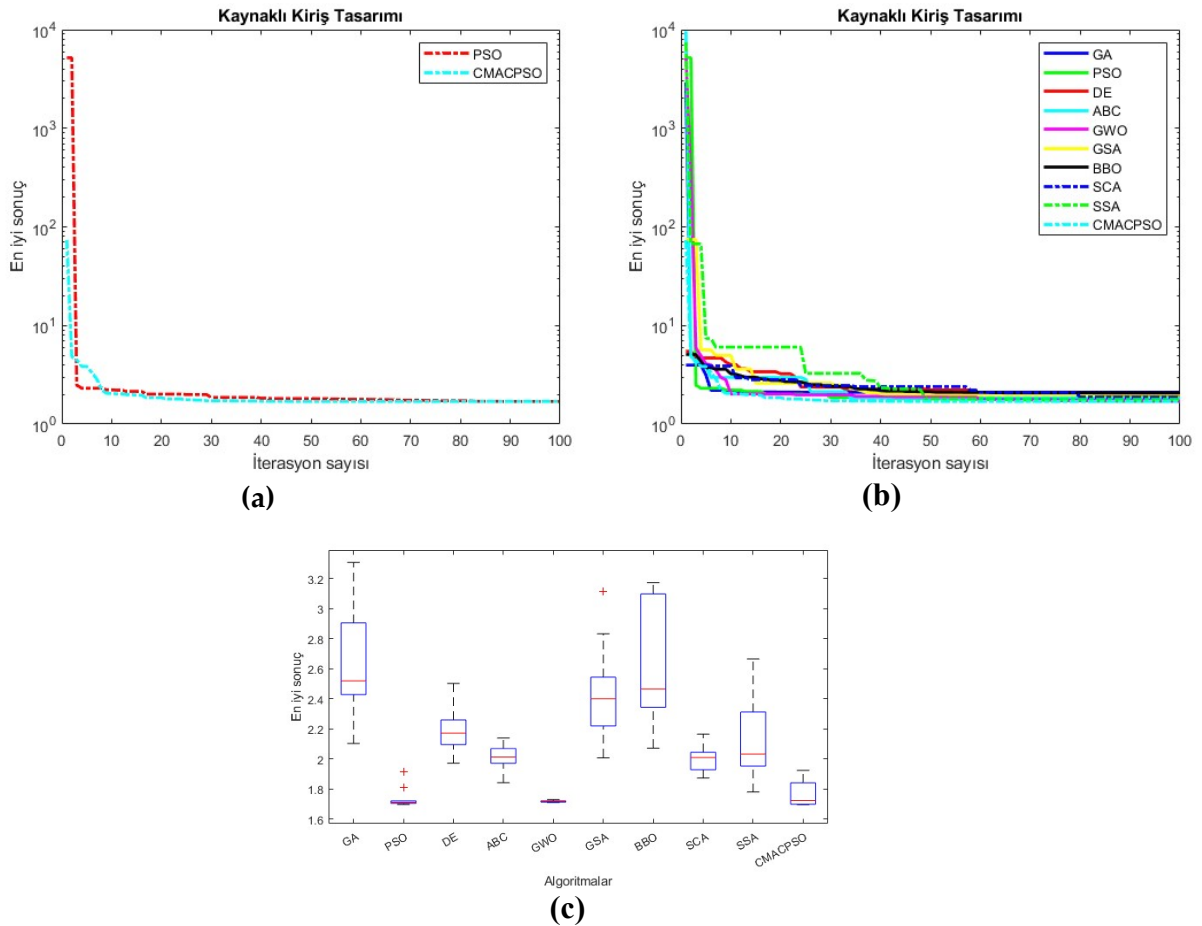 Kaynaklı Kiriş Tasarımı
10^4
10^3
10^2
10^1
10^0
En iyi sonuç
PSO
CMACPSO
0 10 20 30 40 50 60 70 80 90 100
İterasyon sayısı
(a)
Kaynaklı Kiriş Tasarımı
10^4
10^3
10^2
10^1
10^0
En iyi sonuç
GA
PSO
DE
ABC
GWO
GSA
BBO
SCA
SSA
CMACPSO
0 10 20 30 40 50 60 70 80 90 100
İterasyon sayısı
(b)
3.2
3
2.8
2.6
2.4
2.2
2
1.8
1.6
En iyi sonuç
GA PSO DE ABC GWO GSA BBO SCA SSA CMACPSO
Algoritmalar
(c)